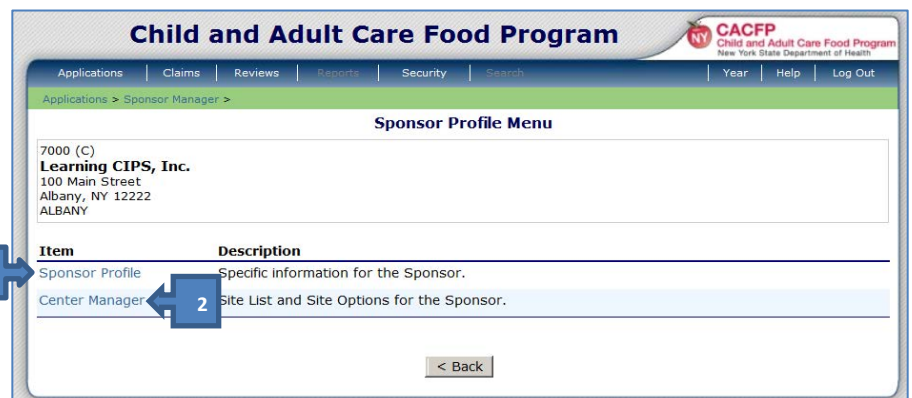 Child and Adult Care Food Program
NY CACFP
Child and Adult Care Food Program
New York State Department of Health
Applications | Claims | Reviews | Reports | Security | Search | Year | Help | Log Out
Applications > Sponsor Manager >
Sponsor Profile Menu
7000 (C)
Learning CIPS, Inc.
100 Main Street
Albany, NY 12222
ALBANY
Item Description
Sponsor Profile Specific information for the Sponsor.
Center Manager 2 Site List and Site Options for the Sponsor.
< Back